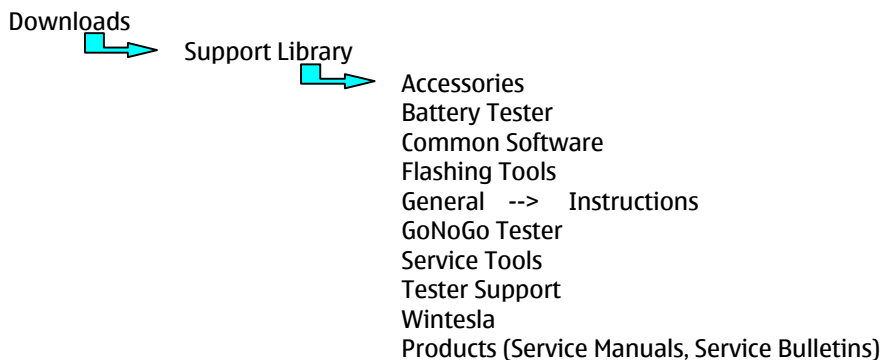 Downloads
Support Library
Accessories
Battery Tester
Common Software
Flashing Tools
General --> Instructions
GoNoGo Tester
Service Tools
Tester Support
Wintesla
Products (Service Manuals, Service Bulletins)